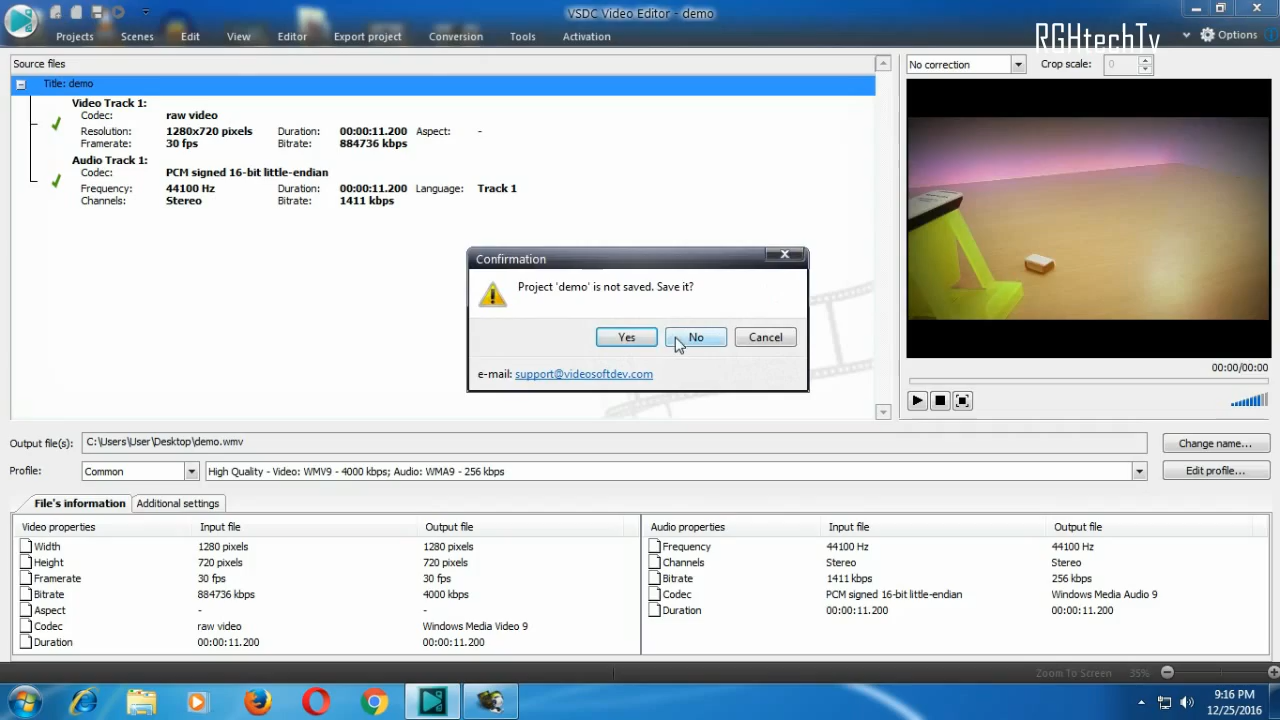 VSDC Video Editor - demo
RGHtechTv
Projects Scenes Edit View Editor Export project Conversion Tools Activation Options
Source files
No correction Crop scale: 0
Title: demo
Video Track 1:
Codec: raw video
Resolution: 1280x720 pixels Duration: 00:00:11.200 Aspect: -
Framerate: 30 fps Bitrate: 884736 kbps
Audio Track 1:
Codec: PCM signed 16-bit little-endian
Frequency: 44100 Hz Duration: 00:00:11.200 Language: Track 1
Channels: Stereo Bitrate: 1411 kbps
Confirmation
Project 'demo' is not saved. Save it?
Yes No Cancel
e-mail: support@videosoftdev.com
00:00/00:00
Output file(s): C:\Users\User\Desktop\demo.wmv Change name...
Profile: Common High Quality - Video: WMV9 - 4000 kbps; Audio: WMA9 - 256 kbps Edit profile...
File's information Additional settings
Video properties Input file Output file
Width 1280 pixels 1280 pixels
Height 720 pixels 720 pixels
Framerate 30 fps 30 fps
Bitrate 884736 kbps 4000 kbps
Aspect - -
Codec raw video Windows Media Video 9
Duration 00:00:11.200 00:00:11.200
Audio properties Input file Output file
Frequency 44100 Hz 44100 Hz
Channels Stereo Stereo
Bitrate 1411 kbps 256 kbps
Codec PCM signed 16-bit little-endian Windows Media Audio 9
Duration 00:00:11.200 00:00:11.200
Zoom To Screen 35%
9:16 PM
12/25/2016